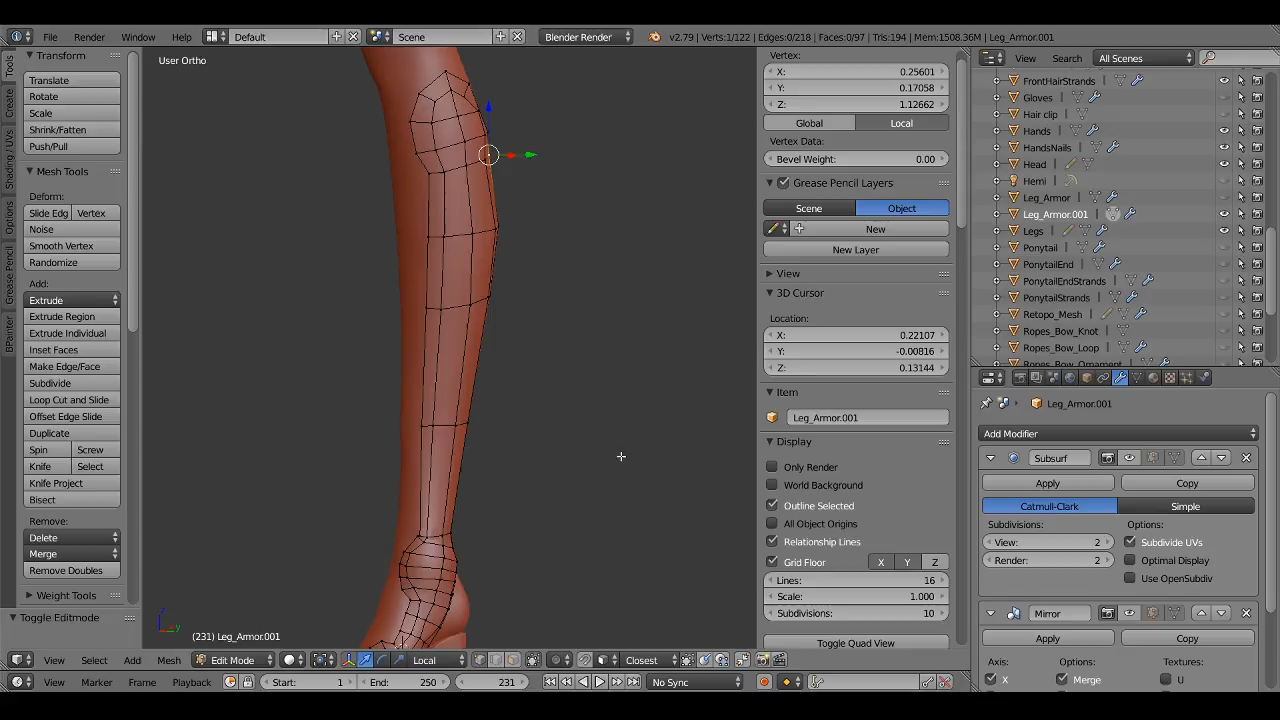 File Render Window Help Default Scene Blender Render v2.79 | Verts:1/122 | Edges:0/218 | Faces:0/97 | Tris:194 | Mem:1508.36M | Leg_Armor.001
Tools
Create
Shading / UVs
Options
Grease Pencil
BPainter
Transform
Translate
Rotate
Scale
Shrink/Fatten
Push/Pull
Mesh Tools
Deform:
Slide Edg Vertex
Noise
Smooth Vertex
Randomize
Add:
Extrude
Extrude Region
Extrude Individual
Inset Faces
Make Edge/Face
Subdivide
Loop Cut and Slide
Offset Edge Slide
Duplicate
Spin Screw
Knife Select
Knife Project
Bisect
Remove:
Delete
Merge
Remove Doubles
Weight Tools
Toggle Editmode
User Ortho
z
y
(231) Leg_Armor.001
Vertex:
X: 0.25601
Y: 0.17058
Z: 1.12662
Global Local
Vertex Data:
Bevel Weight: 0.00
Grease Pencil Layers
Scene Object
New
New Layer
View
3D Cursor
Location:
X: 0.22107
Y: -0.00816
Z: 0.13144
Item
Leg_Armor.001
Display
Only Render
World Background
Outline Selected
All Object Origins
Relationship Lines
Grid Floor X Y Z
Lines: 16
Scale: 1.000
Subdivisions: 10
Toggle Quad View
View Search All Scenes
FrontHairStrands
Gloves
Hair clip
Hands
HandsNails
Head
Hemi
Leg_Armor
Leg_Armor.001
Legs
Ponytail
PonytailEnd
PonytailEndStrands
PonytailStrands
Retopo_Mesh
Ropes_Bow_Knot
Ropes_Bow_Loop
Ropes_Bow_Ornament
Leg_Armor.001
Add Modifier
Subsurf
Apply Copy
Catmull-Clark Simple
Subdivisions: Options:
View: 2 Subdivide UVs
Render: 2 Optimal Display
Use OpenSubdiv
Mirror
Apply Copy
Axis: Options: Textures:
X Merge U
View Select Add Mesh Edit Mode Local Closest
View Marker Frame Playback Start: 1 End: 250 231 No Sync